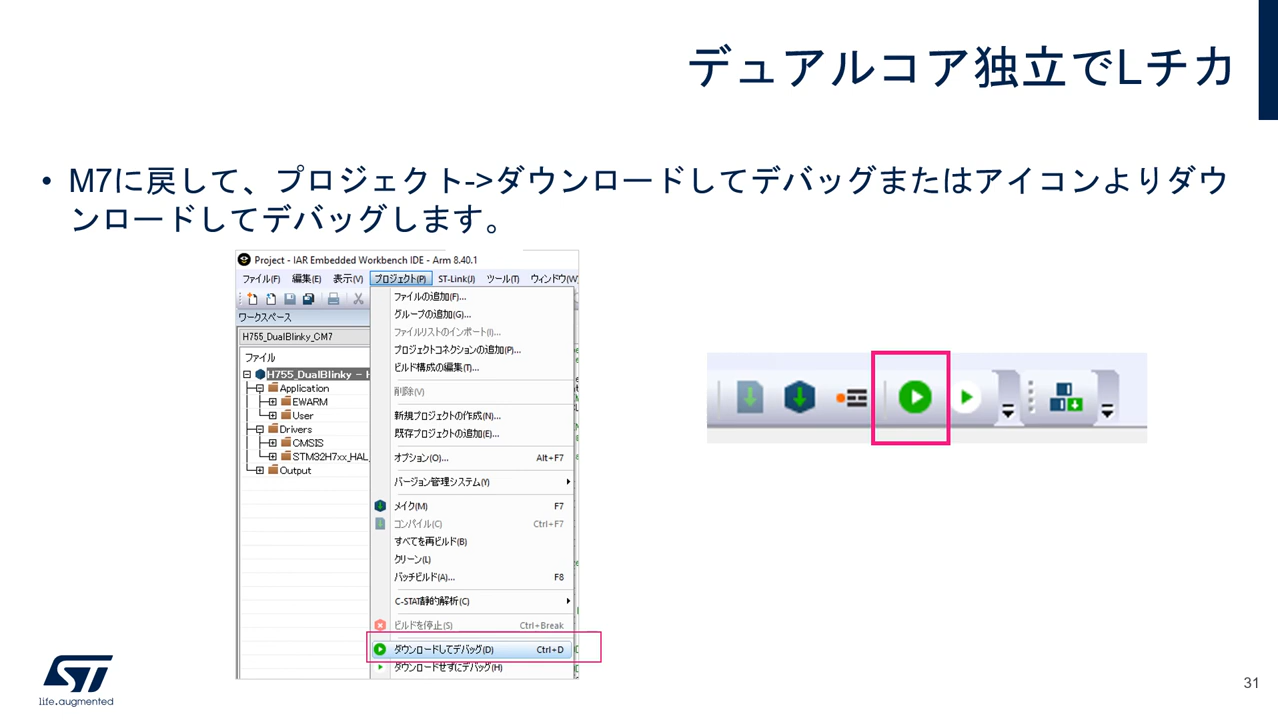 デュアルコア独立でLチカ
• M7に戻して、プロジェクト->ダウンロードしてデバッグまたはアイコンよりダウ
ンロードしてデバッグします。
Project - IAR Embedded Workbench IDE - Arm 8.40.1
ファイル(F) 編集(E) 表示(V) プロジェクト(P) ST-Link(J) ツール(T) ウィンドウ(W
ワークスペース
H755_DualBlinky_CM7
ファイル
H755_DualBlinky - H
Application
EWARM
User
Drivers
CMSIS
STM32H7xx_HAL_
Output
ファイルの追加(F)...
グループの追加(G)...
ファイルリストのインポート(I)...
プロジェクトコネクションの追加(P)...
ビルド構成の編集(T)...
削除(V)
新規プロジェクトの作成(N)...
既存プロジェクトの追加(E)...
オプション(O)... Alt+F7
バージョン管理システム(Y)
メイク(M) F7
コンパイル(C) Ctrl+F7
すべてを再ビルド(B)
クリーン(L)
バッチビルド(A)... F8
C-STAT静的解析(C)
ビルドを停止(S) Ctrl+Break
ダウンロードしてデバッグ(D) Ctrl+D
ダウンロードせずにデバッグ(H)
ST
life.augmented
31